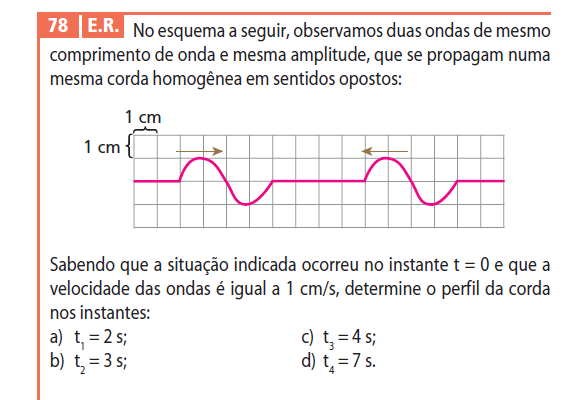 78 E.R. No esquema a seguir, observamos duas ondas de mesmo
comprimento de onda e mesma amplitude, que se propagam numa
mesma corda homogênea em sentidos opostos:
1 cm
1 cm
Sabendo que a situação indicada ocorreu no instante t = 0 e que a
velocidade das ondas é igual a 1 cm/s, determine o perfil da corda
nos instantes:
a) t₁ = 2 s;
c) t₃ = 4 s;
b) t₂ = 3 s;
d) t₄ = 7 s.